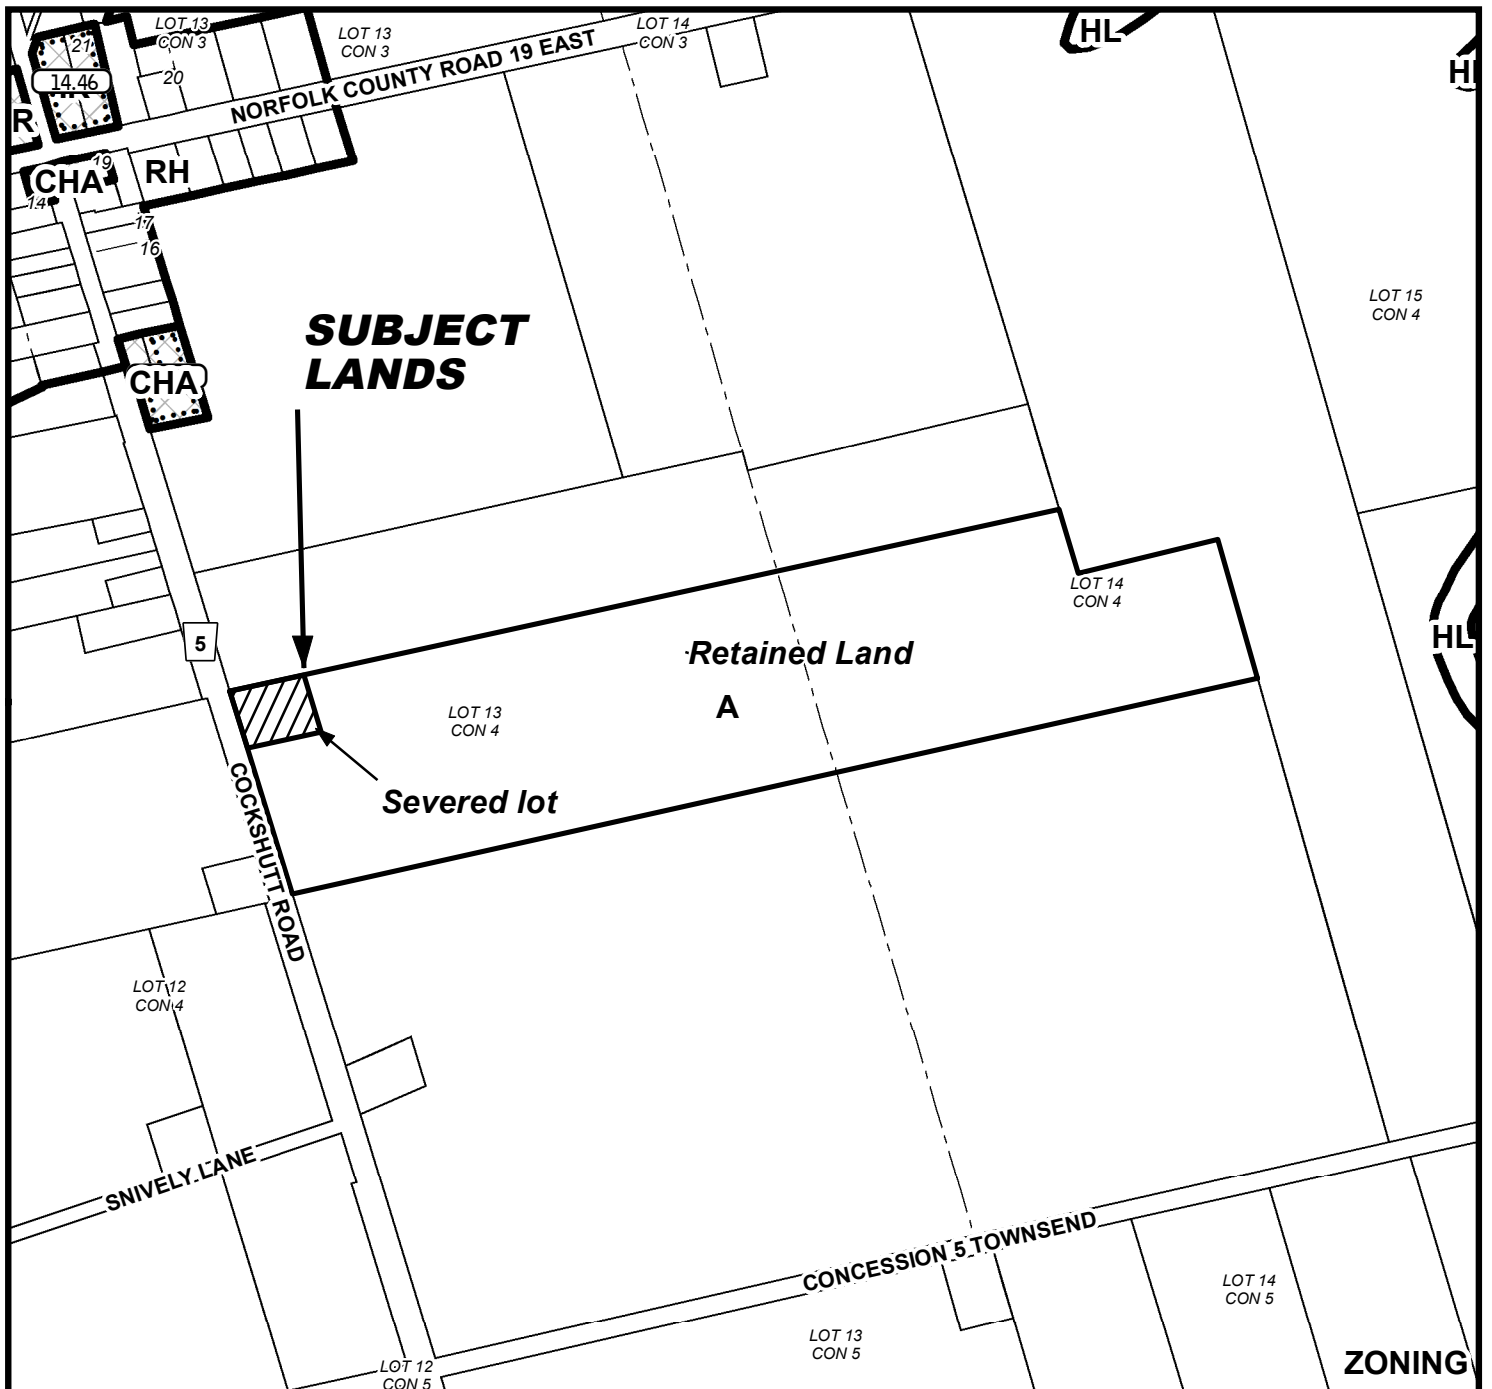 LOT 13
CON 3
LOT 13
CON 3
LOT 14
CON 3
HL
21
20
14.46
NORFOLK COUNTY ROAD 19 EAST
R
19
CHA
RH
14
17
16
LOT 15
CON 4
SUBJECT
LANDS
CHA
LOT 14
CON 4
5
Retained Land
HL
A
LOT 13
CON 4
Severed lot
COCKSHUTT ROAD
LOT 12
CON 4
SNIVELY LANE
CONCESSION 5 TOWNSEND
LOT 14
CON 5
LOT 13
CON 5
LOT 12
CON 5
ZONING